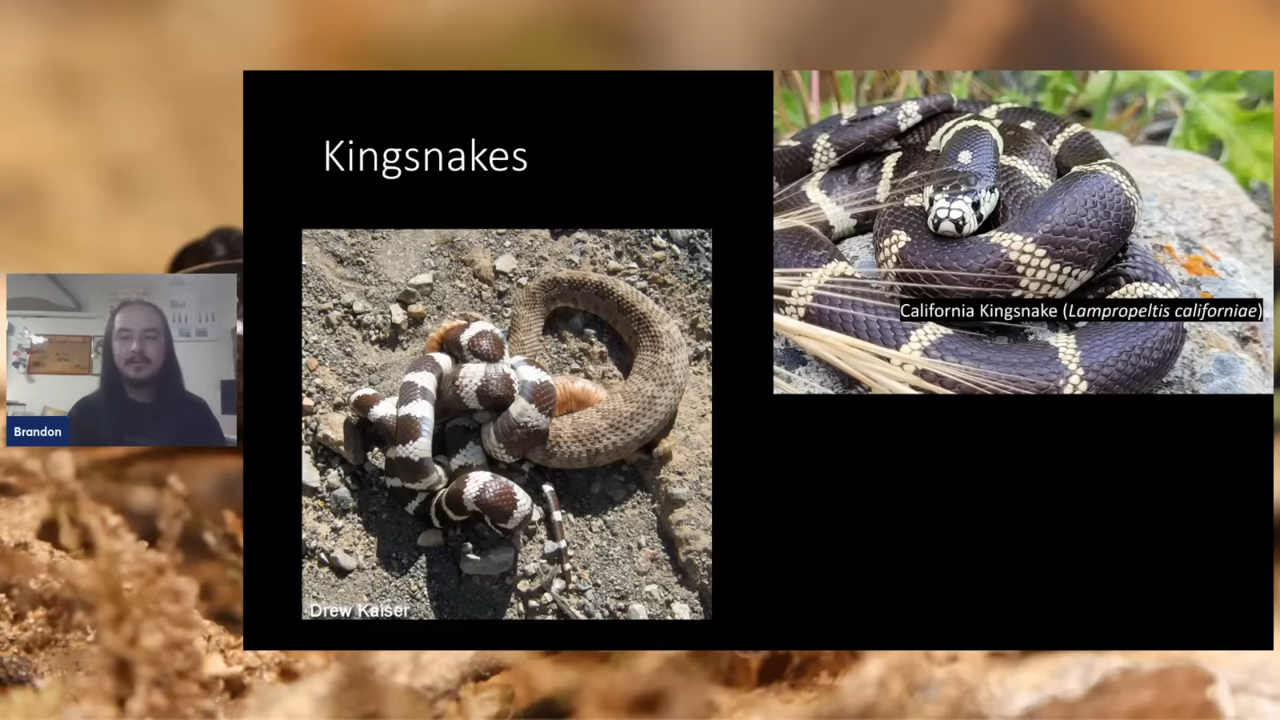 Kingsnakes
California Kingsnake (Lampropeltis californiae)
Brandon
Drew Kaiser